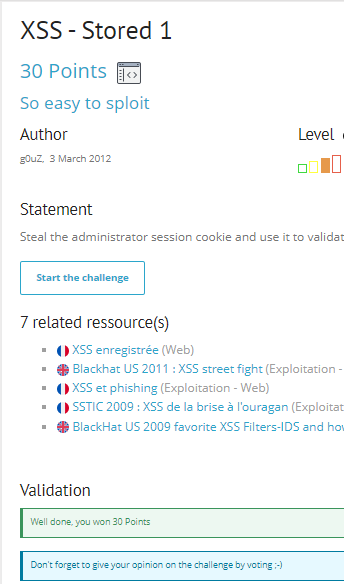 XSS - Stored 1
30 Points
So easy to sploit
Author
Level
g0uZ, 3 March 2012
Statement
Steal the administrator session cookie and use it to validat
Start the challenge
7 related ressource(s)
XSS enregistrée (Web)
Blackhat US 2011 : XSS street fight (Exploitation -
XSS et phishing (Exploitation - Web)
SSTIC 2009 : XSS de la brise à l'ouragan (Exploitat
BlackHat US 2009 favorite XSS Filters-IDS and how
Validation
Well done, you won 30 Points
Don't forget to give your opinion on the challenge by voting ;-)